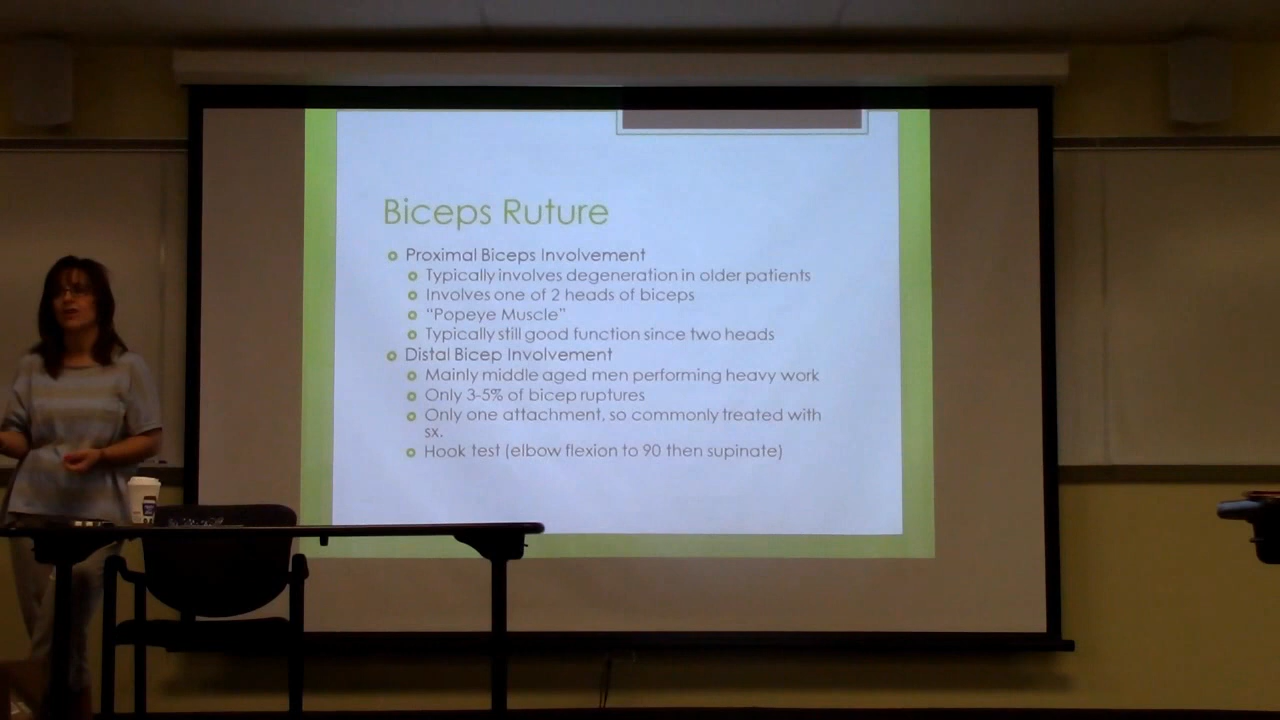 Biceps Ruture
Proximal Biceps Involvement
Typically involves degeneration in older patients
Involves one of 2 heads of biceps
“Popeye Muscle”
Typically still good function since two heads
Distal Bicep Involvement
Mainly middle aged men performing heavy work
Only 3-5% of bicep ruptures
Only one attachment, so commonly treated with
sx.
Hook test (elbow flexion to 90 then supinate)